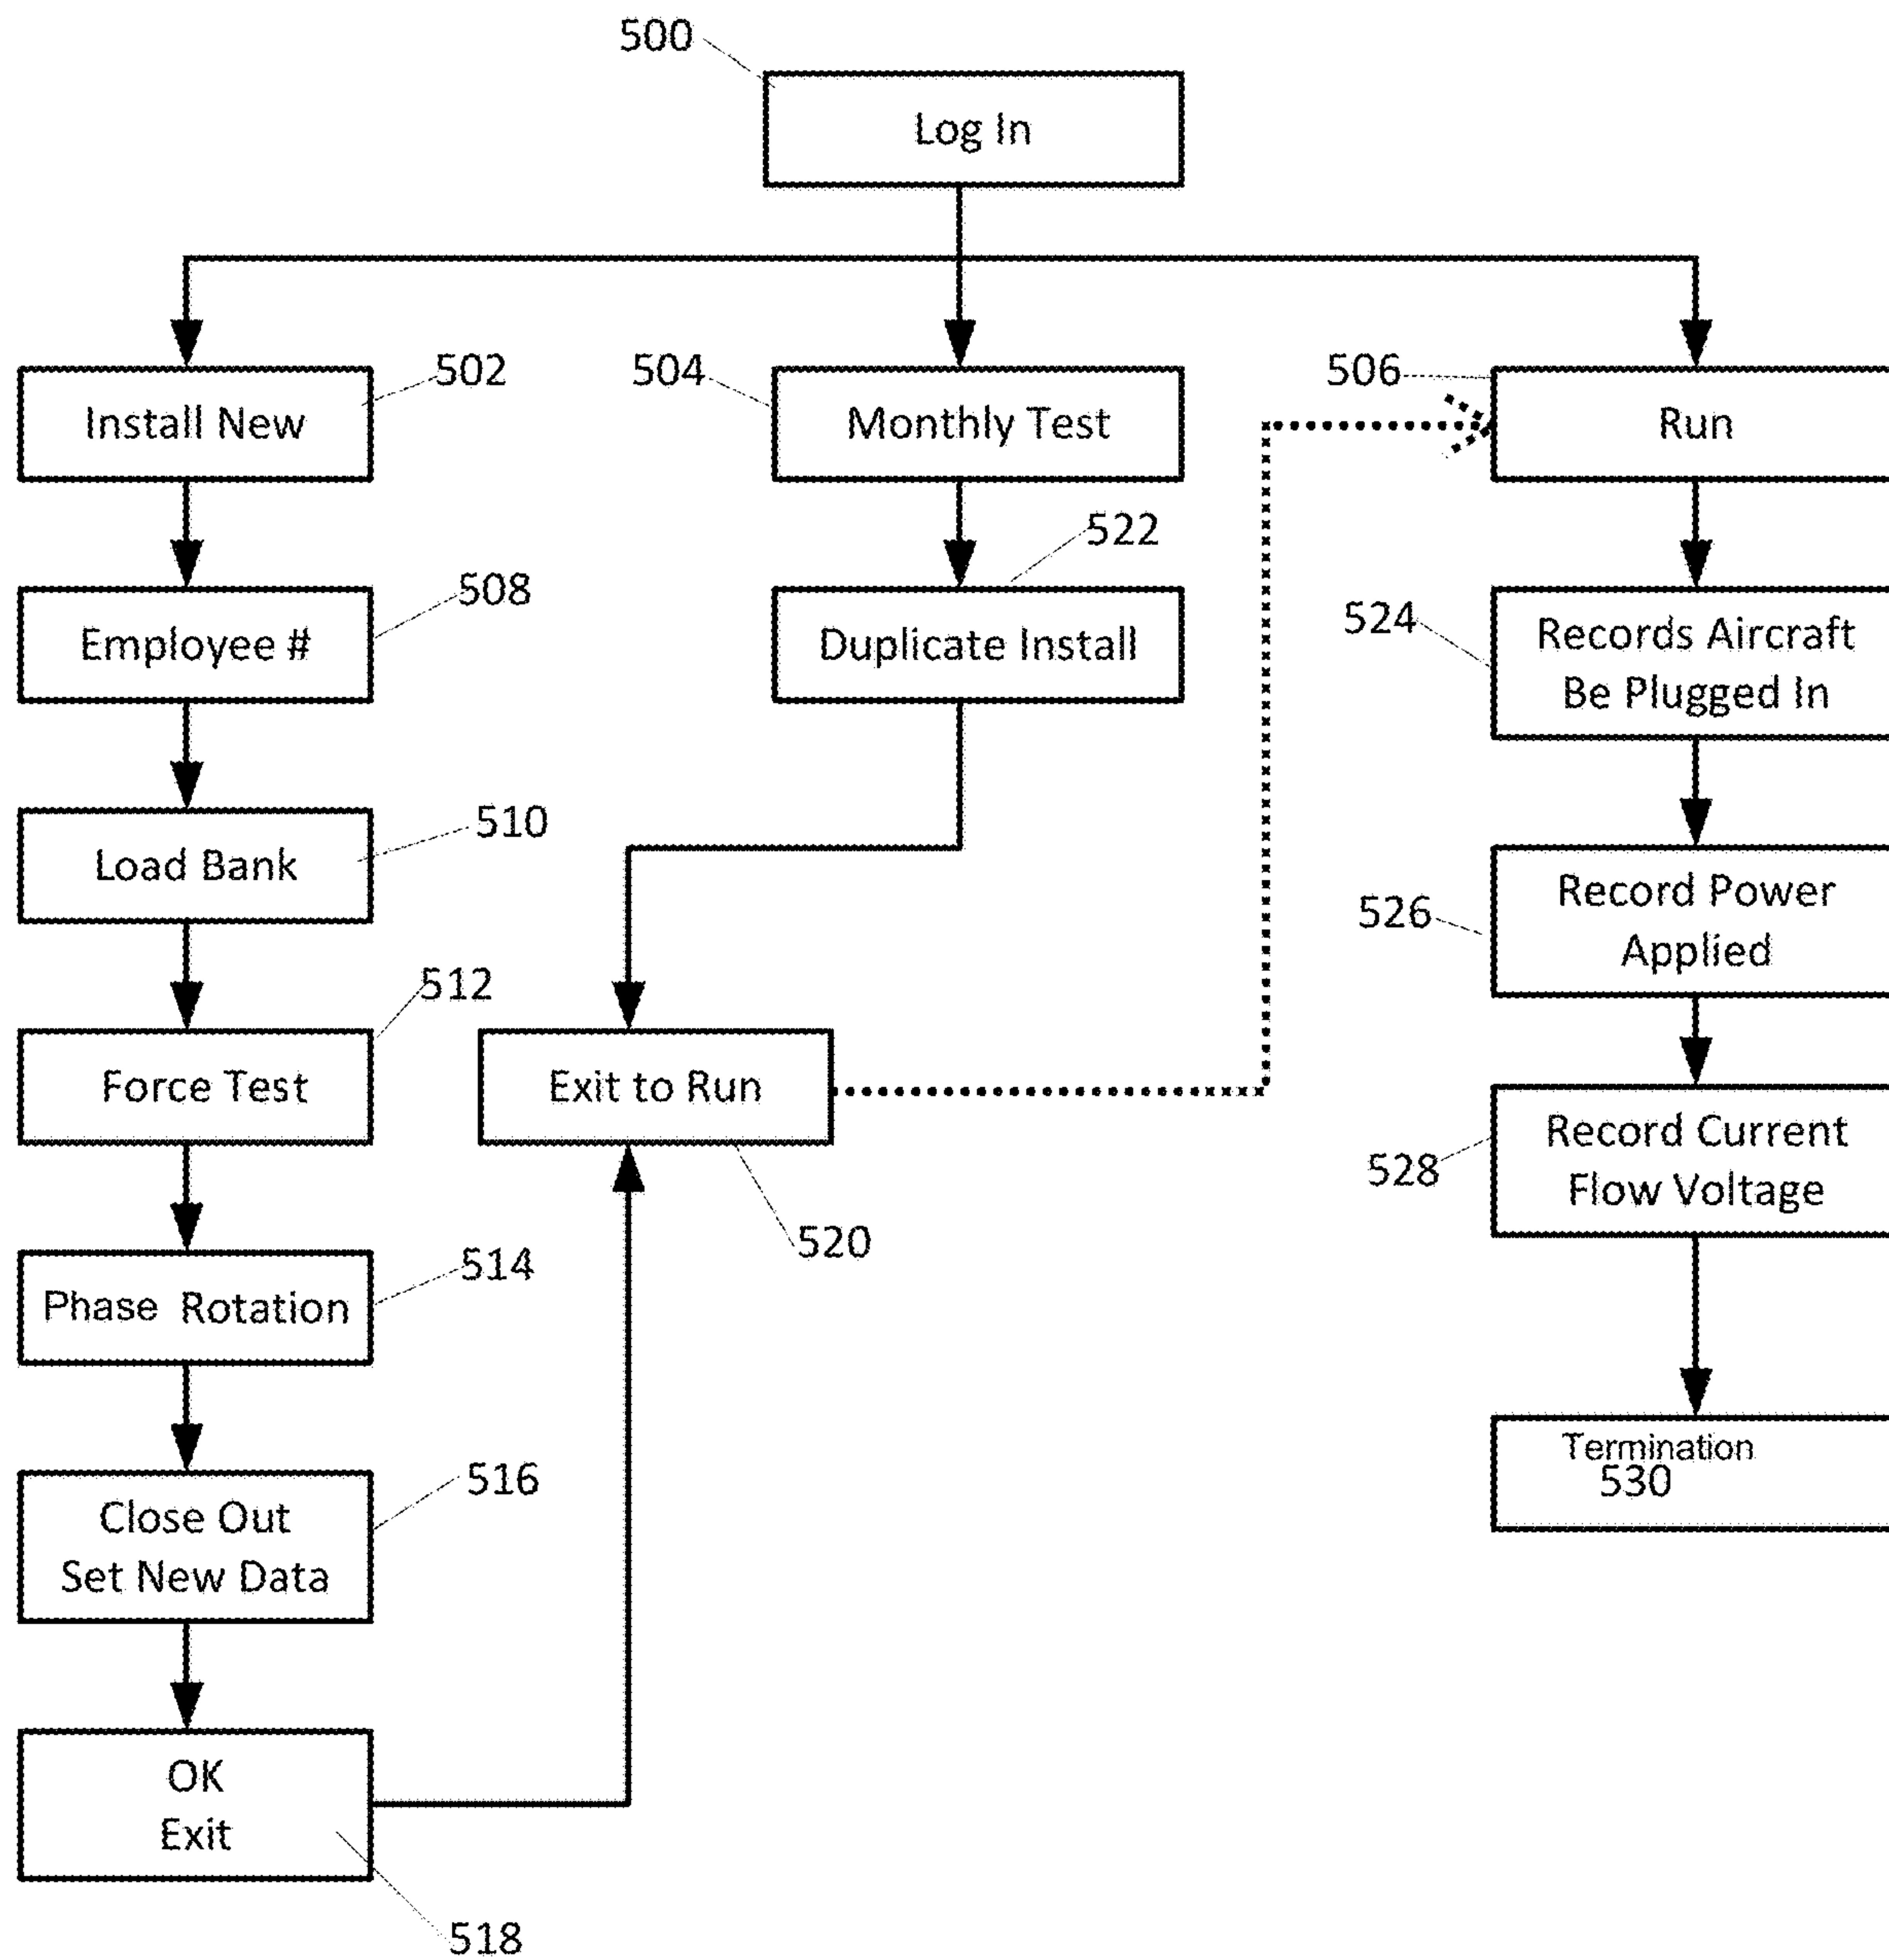 500
Log In
502
Install New
504
Monthly Test
506
Run
522
508
Employee #
Duplicate Install
524
Records Aircraft
Be Plugged In
510
Load Bank
526
Record Power
Applied
512
Force Test
Exit to Run
528
Record Current
Flow Voltage
520
514
Phase Rotation
Termination
530
516
Close Out
Set New Data
OK
Exit
518